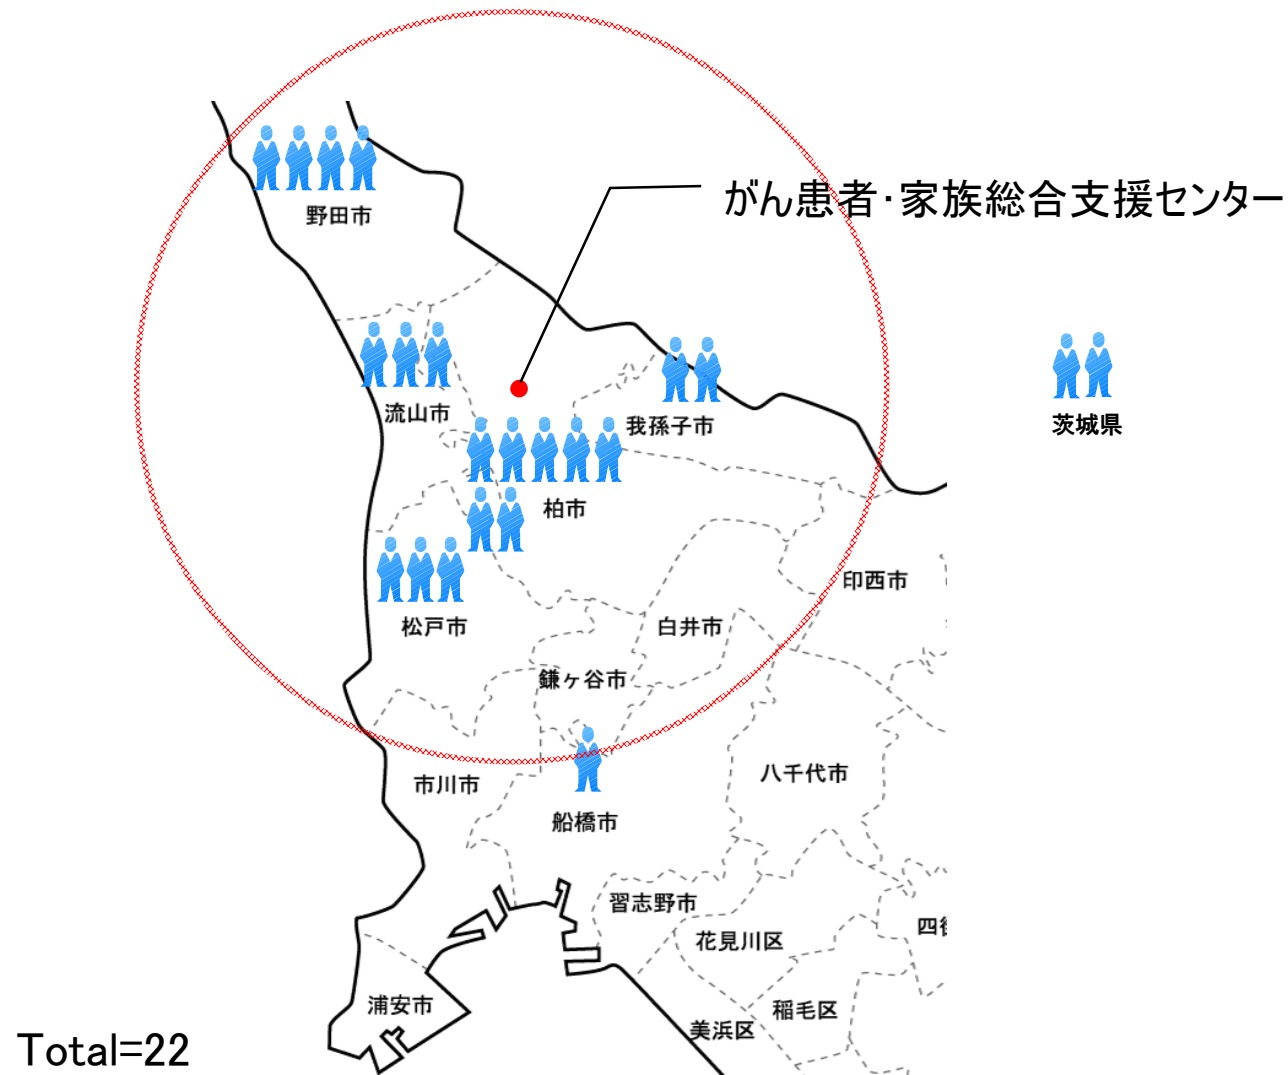 がん患者・家族総合支援センター
野田市
流山市
我孫子市
茨城県
柏市
印西市
松戸市
白井市
鎌ヶ谷市
市川市
八千代市
船橋市
習志野市
花見川区
四街
浦安市
稲毛区
美浜区
Total=22